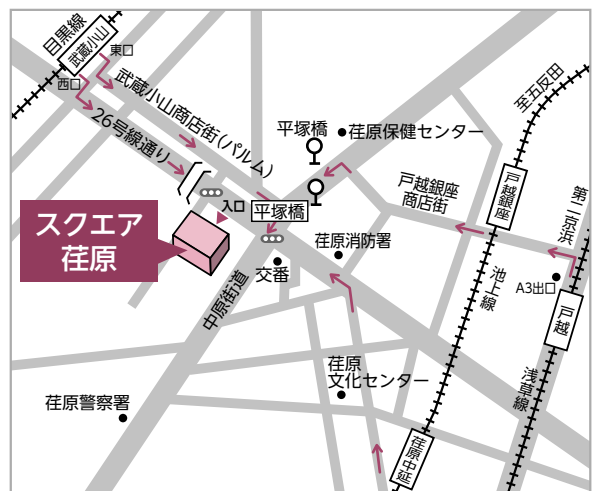 目黒線
武蔵小山
東口
西口
武蔵小山商店街(パルム)
26号線通り
平塚橋
荏原保健センター
至五反田
戸越銀座
戸越銀座
商店街
第二京浜
入口
平塚橋
スクエア
荏原
荏原消防署
交番
中原街道
池上線
A3出口
戸越
荏原
文化センター
浅草線
荏原警察署
荏原中延